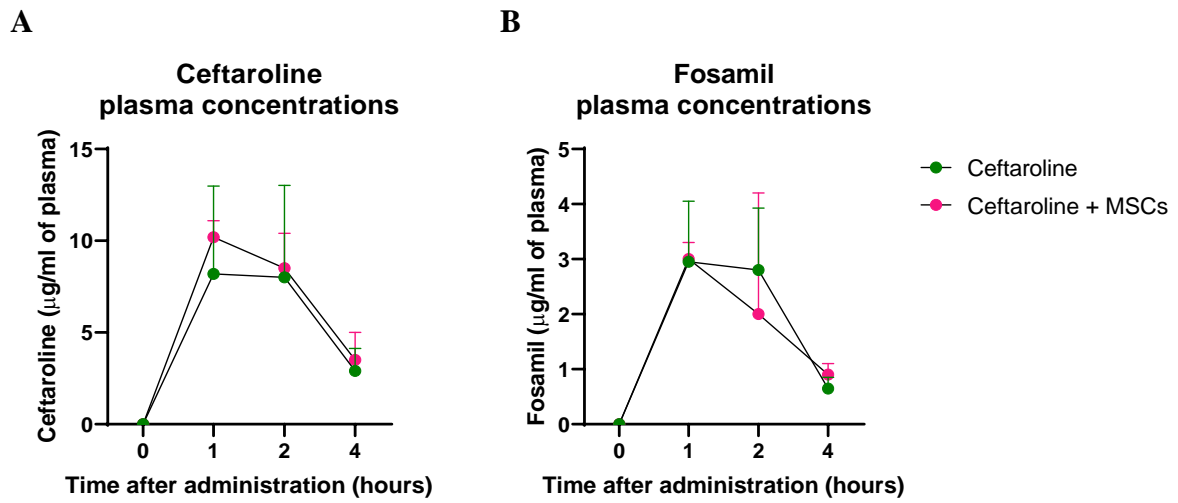 A
Ceftaroline
plasma concentrations
Ceftaroline (μg/ml of plasma)
15
10
5
0
0 1 2 4
Time after administration (hours)
B
Fosamil
plasma concentrations
Fosamil (μg/ml of plasma)
5
4
3
2
1
0
0 1 2 4
Time after administration (hours)
Ceftaroline
Ceftaroline + MSCs